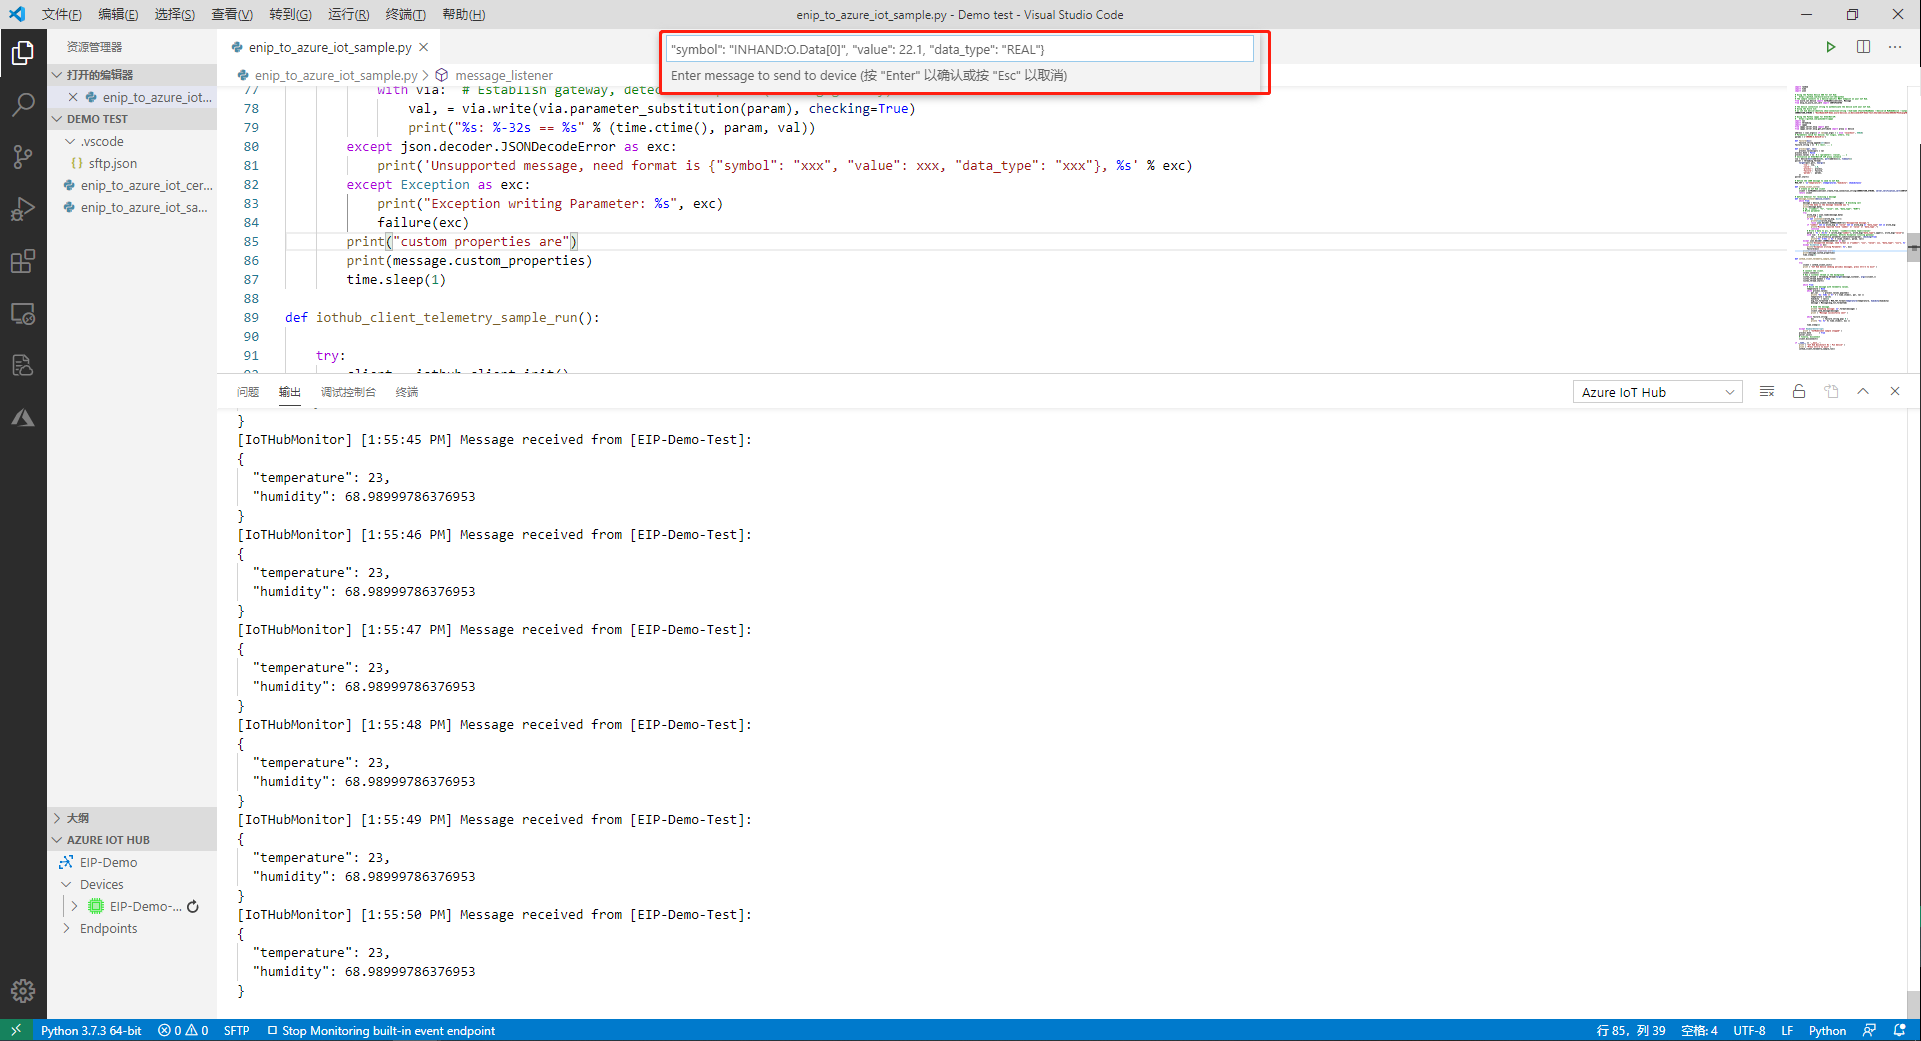 文件(F) 编辑(E) 选择(S) 查看(V) 转到(G) 运行(R) 终端(T) 帮助(H)
enip_to_azure_iot_sample.py - Demo test - Visual Studio Code
资源管理器
打开的编辑器
enip_to_azure_iot...
DEMO TEST
.vscode
{} sftp.json
enip_to_azure_iot_cer...
enip_to_azure_iot_sa...
大纲
AZURE IOT HUB
EIP-Demo
Devices
EIP-Demo-...
Endpoints
enip_to_azure_iot_sample.py
enip_to_azure_iot_sample.py > message_listener
"symbol": "INHAND:O.Data[0]", "value": 22.1, "data_type": "REAL"}
Enter message to send to device (按 "Enter" 以确认或按 "Esc" 以取消)
77 with via: # Establish gateway, detec
78 val, = via.write(via.parameter_substitution(param), checking=True)
79 print("%s: %-32s == %s" % (time.ctime(), param, val))
80 except json.decoder.JSONDecodeError as exc:
81 print('Unsupported message, need format is {"symbol": "xxx", "value": xxx, "data_type": "xxx"}, %s' % exc)
82 except Exception as exc:
83 print("Exception writing Parameter: %s", exc)
84 failure(exc)
85 print("custom properties are")
86 print(message.custom_properties)
87 time.sleep(1)
88
89 def iothub_client_telemetry_sample_run():
90
91 try:
92 client = iothub_client_init()
问题 输出 调试控制台 终端
Azure IoT Hub
}
[IoTHubMonitor] [1:55:45 PM] Message received from [EIP-Demo-Test]:
{
"temperature": 23,
"humidity": 68.98999786376953
}
[IoTHubMonitor] [1:55:46 PM] Message received from [EIP-Demo-Test]:
{
"temperature": 23,
"humidity": 68.98999786376953
}
[IoTHubMonitor] [1:55:47 PM] Message received from [EIP-Demo-Test]:
{
"temperature": 23,
"humidity": 68.98999786376953
}
[IoTHubMonitor] [1:55:48 PM] Message received from [EIP-Demo-Test]:
{
"temperature": 23,
"humidity": 68.98999786376953
}
[IoTHubMonitor] [1:55:49 PM] Message received from [EIP-Demo-Test]:
{
"temperature": 23,
"humidity": 68.98999786376953
}
[IoTHubMonitor] [1:55:50 PM] Message received from [EIP-Demo-Test]:
{
"temperature": 23,
"humidity": 68.98999786376953
}
Python 3.7.3 64-bit 0 0 SFTP Stop Monitoring built-in event endpoint
行 85, 列 39 空格: 4 UTF-8 LF Python